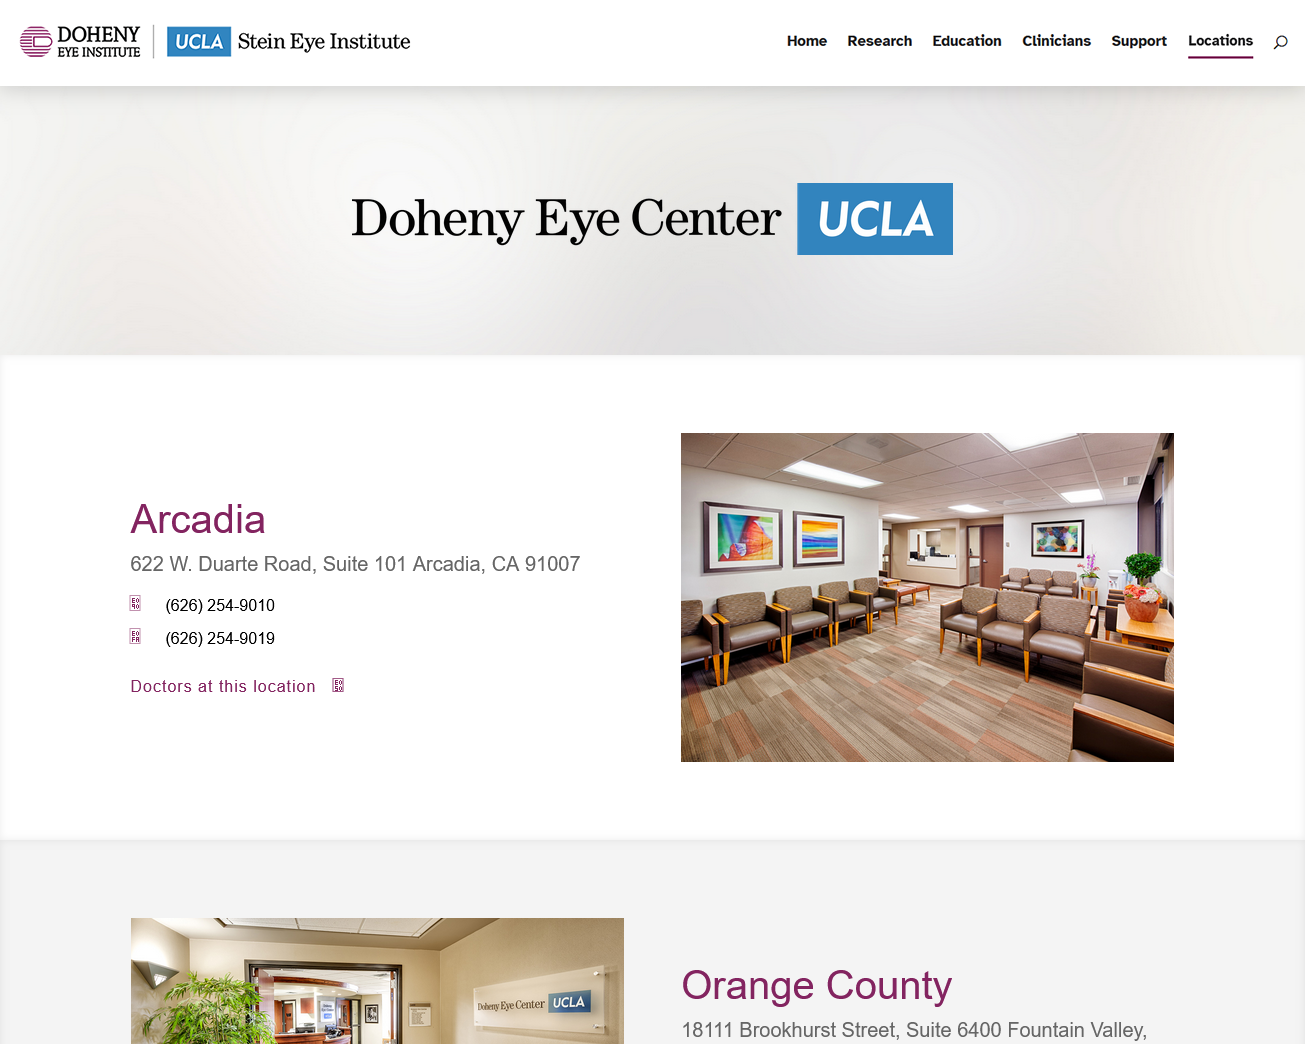 DOHENY
EYE INSTITUTE
UCLA Stein Eye Institute
Home Research Education Clinicians Support Locations
Doheny Eye Center UCLA
Arcadia
622 W. Duarte Road, Suite 101 Arcadia, CA 91007
(626) 254-9010
(626) 254-9019
Doctors at this location
Doheny Eye Center UCLA
Orange County
18111 Brookhurst Street, Suite 6400 Fountain Valley,